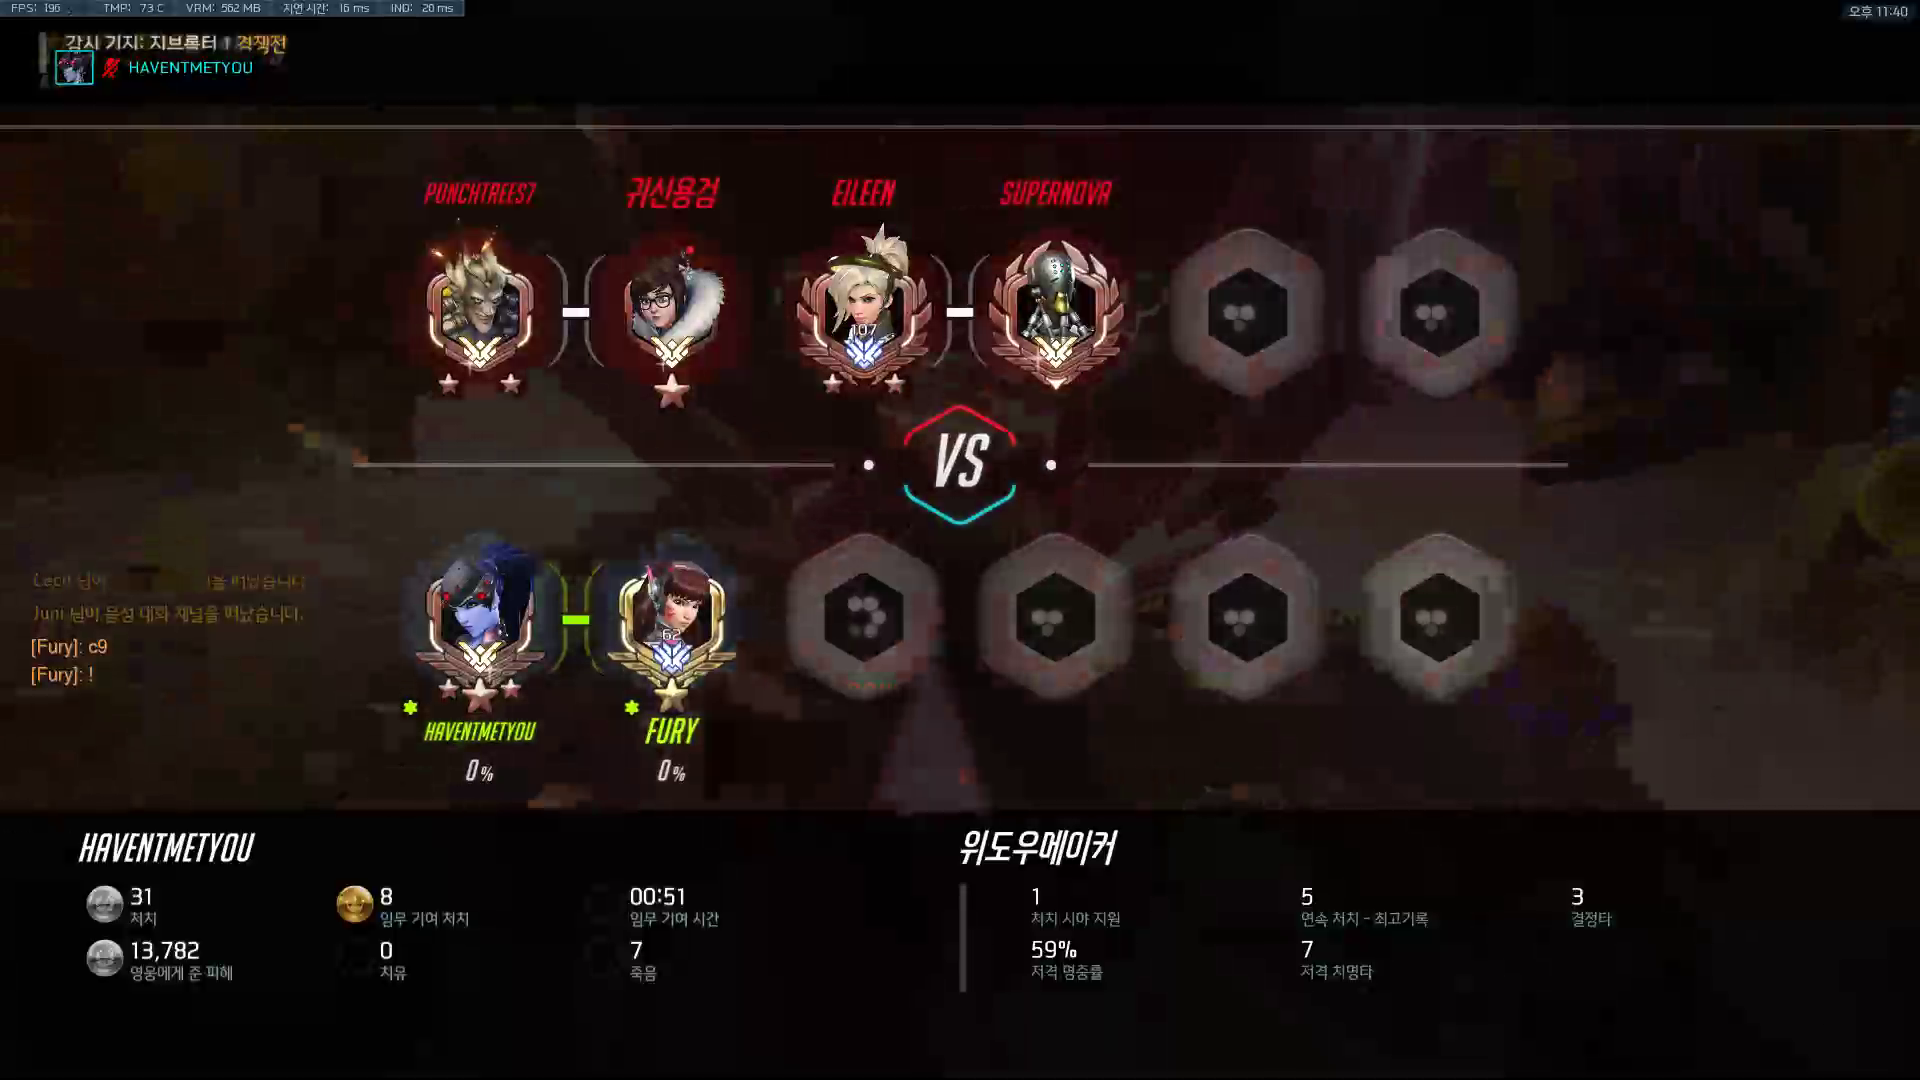 FPS: 196 TMP: 73 C VRM: 562 MB 지연 시간: 16 ms IND: 20 ms
오후 11:40
감시 기지: 지브롤터 | 경쟁전
HAVENTMETYOU
PUNCHTREES7 귀신용검 EILEEN SUPERNOVA
107
VS
Juni 님이 음성 대화 채널을 떠났습니다.
[Fury]: c9
[Fury]: !
62
HAVENTMETYOU FURY
0% 0%
HAVENTMETYOU 위도우메이커
31 8 00:51 1 5 3
처치 임무 기여 처치 임무 기여 시간 처치 시야 지원 연속 처치 - 최고기록 결정타
13,782 0 7 59% 7
영웅에게 준 피해 치유 죽음 저격 명중률 저격 치명타